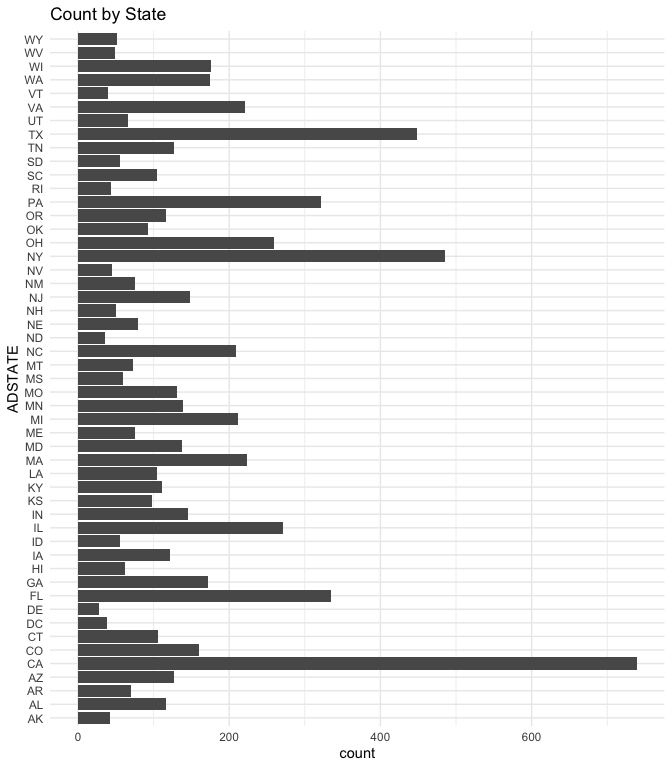 Count by State
WY
WV
WI
WA
VT
VA
UT
TX
TN
SD
SC
RI
PA
OR
OK
OH
NY
NV
NM
NJ
NH
NE
ND
NC
MT
MS
MO
MN
MI
ME
MD
MA
LA
KY
KS
IN
IL
ID
IA
HI
GA
FL
DE
DC
CT
CO
CA
AZ
AR
AL
AK
ADSTATE
0 200 400 600
count